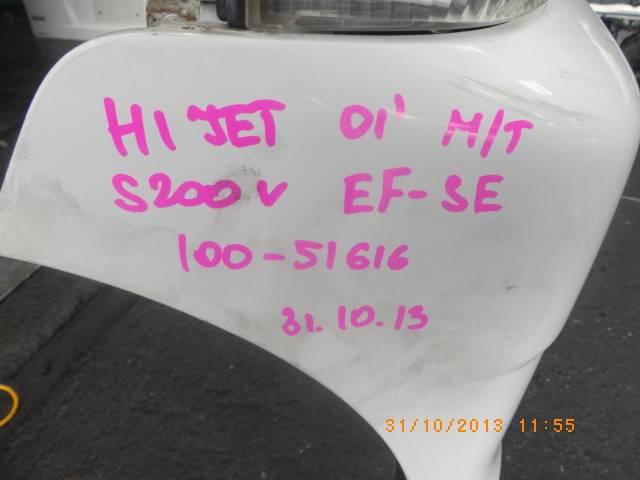 HI JET 01' M/T
S200V EF-SE
100-51616
31.10.13
31/10/2013 11:55